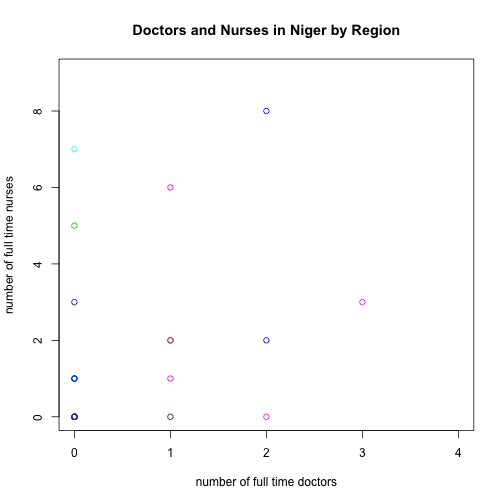 Doctors and Nurses in Niger by Region
number of full time nurses
8
6
4
2
0
0 1 2 3 4
number of full time doctors